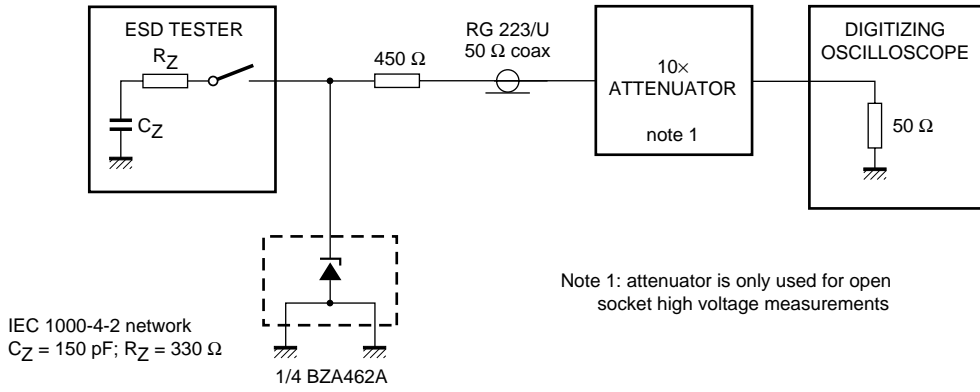 ESD TESTER
RZ
CZ
450 Ω
RG 223/U
50 Ω coax
10×
ATTENUATOR
note 1
DIGITIZING
OSCILLOSCOPE
50 Ω
Note 1: attenuator is only used for open
socket high voltage measurements
IEC 1000-4-2 network
CZ = 150 pF; RZ = 330 Ω
1/4 BZA462A